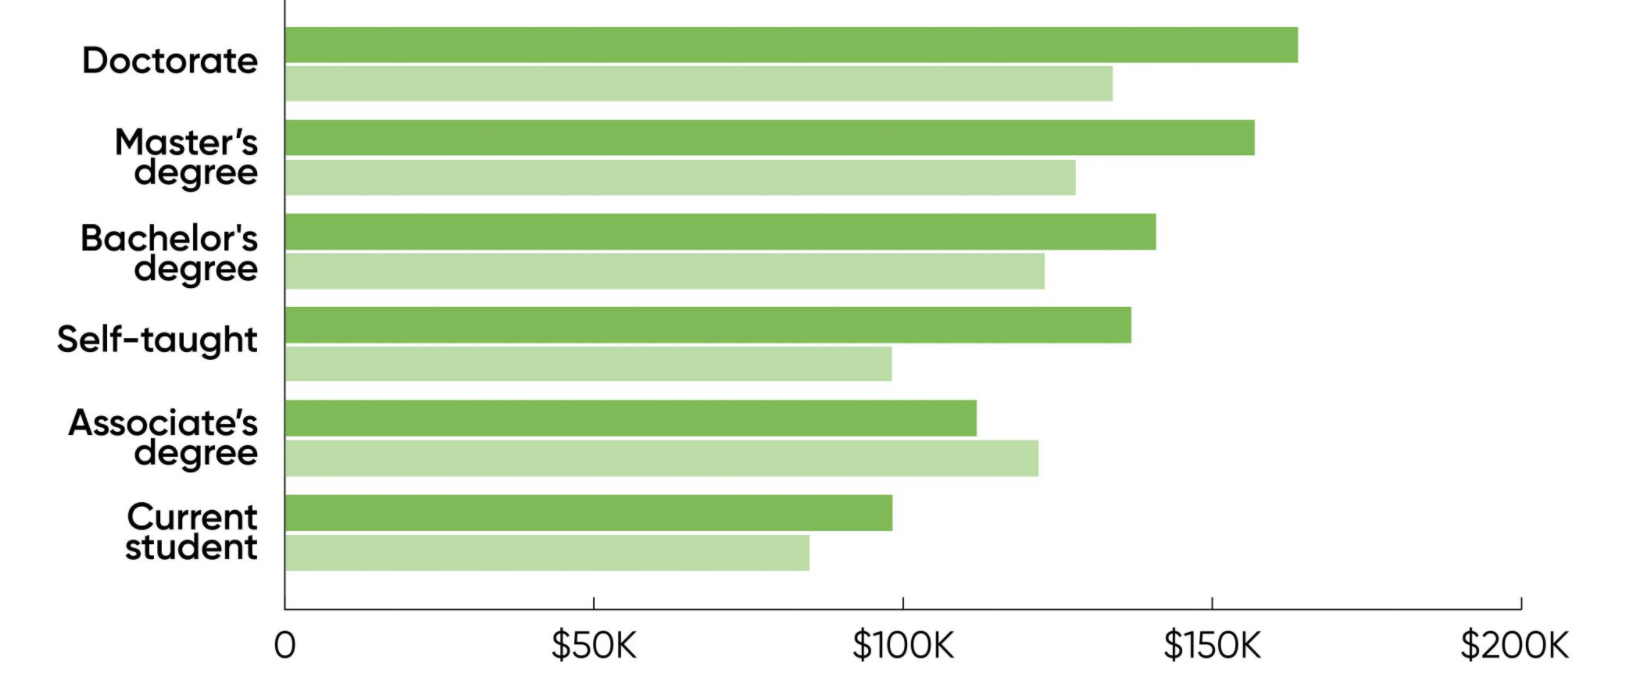 Doctorate
Master’s
degree
Bachelor's
degree
Self-taught
Associate’s
degree
Current
student
0 $50K $100K $150K $200K